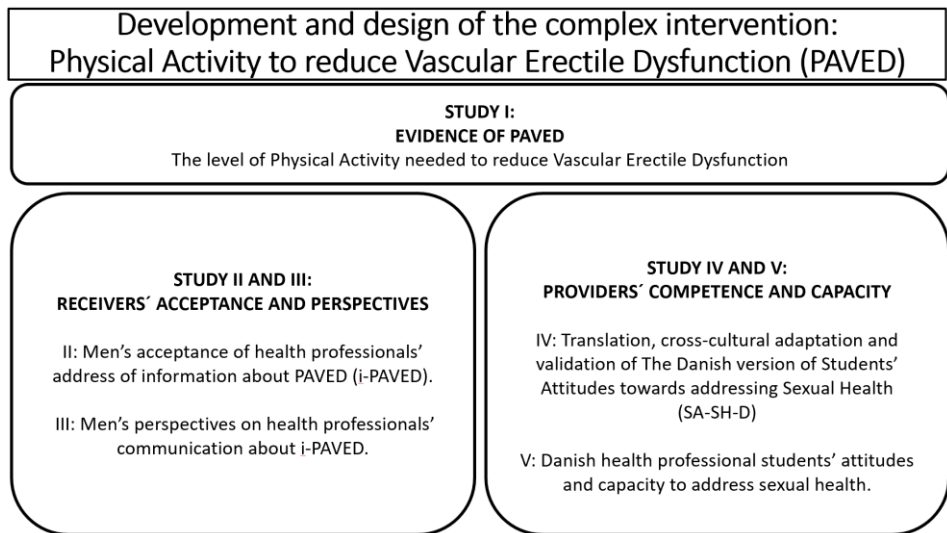 Development and design of the complex intervention:
Physical Activity to reduce Vascular Erectile Dysfunction (PAVED)
STUDY I:
EVIDENCE OF PAVED
The level of Physical Activity needed to reduce Vascular Erectile Dysfunction
STUDY II AND III:
RECEIVERS´ ACCEPTANCE AND PERSPECTIVES
II: Men’s acceptance of health professionals’
address of information about PAVED (i-PAVED).
III: Men’s perspectives on health professionals’
communication about i-PAVED.
STUDY IV AND V:
PROVIDERS´ COMPETENCE AND CAPACITY
IV: Translation, cross-cultural adaptation and
validation of The Danish version of Students’
Attitudes towards addressing Sexual Health
(SA-SH-D)
V: Danish health professional students’ attitudes
and capacity to address sexual health.